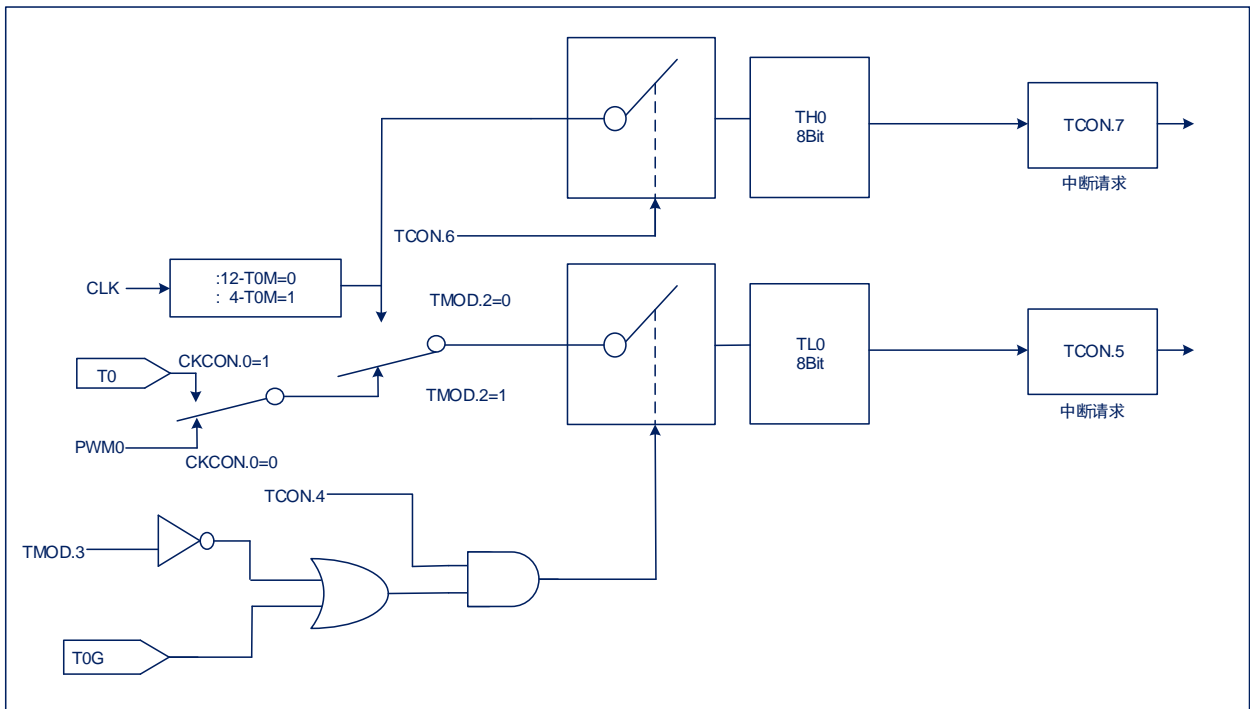 TH0
8Bit
TCON.7
中断请求
TCON.6
CLK
:12-T0M=0
: 4-T0M=1
TMOD.2=0
T0
CKCON.0=1
TMOD.2=1
PWM0
CKCON.0=0
TL0
8Bit
TCON.5
中断请求
TCON.4
TMOD.3
T0G